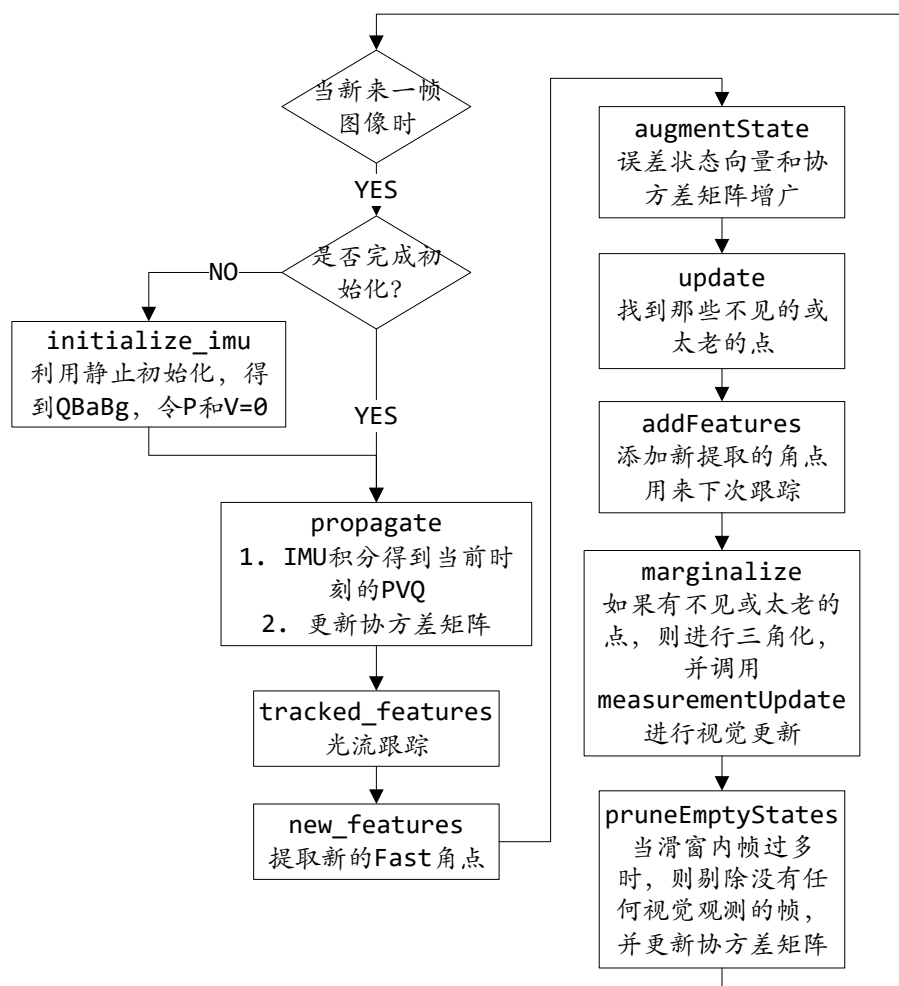 当新来一帧
图像时
YES
是否完成初
始化？
NO
initialize_imu
利用静止初始化，得
到QBaBg，令P和V=0
YES
propagate
1. IMU积分得到当前时
刻的PVQ
2. 更新协方差矩阵
tracked_features
光流跟踪
new_features
提取新的Fast角点
augmentState
误差状态向量和协
方差矩阵增广
update
找到那些不见的或
太老的点
addFeatures
添加新提取的角点
用来下次跟踪
marginalize
如果有不见或太老的
点，则进行三角化，
并调用
measurementUpdate
进行视觉更新
pruneEmptyStates
当滑窗内帧过多
时，则剔除没有任
何视觉观测的帧，
并更新协方差矩阵